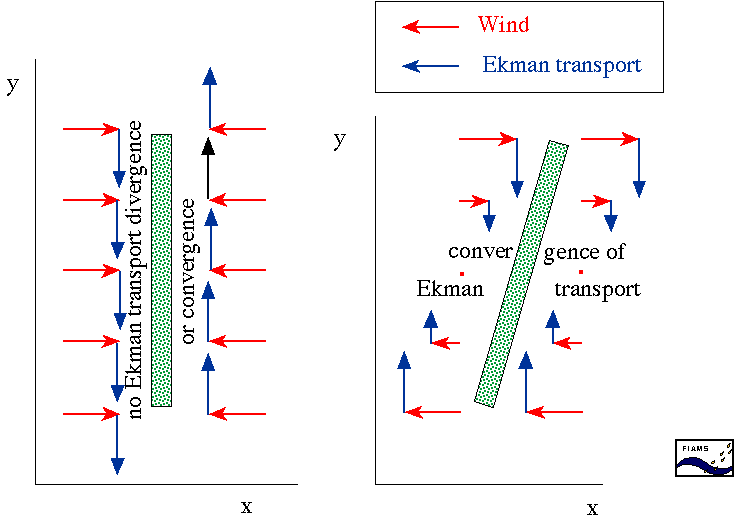 Wind
Ekman transport
y
no Ekman transport divergence
or convergence
x
y
conver gence of
Ekman transport
x
FIAMS